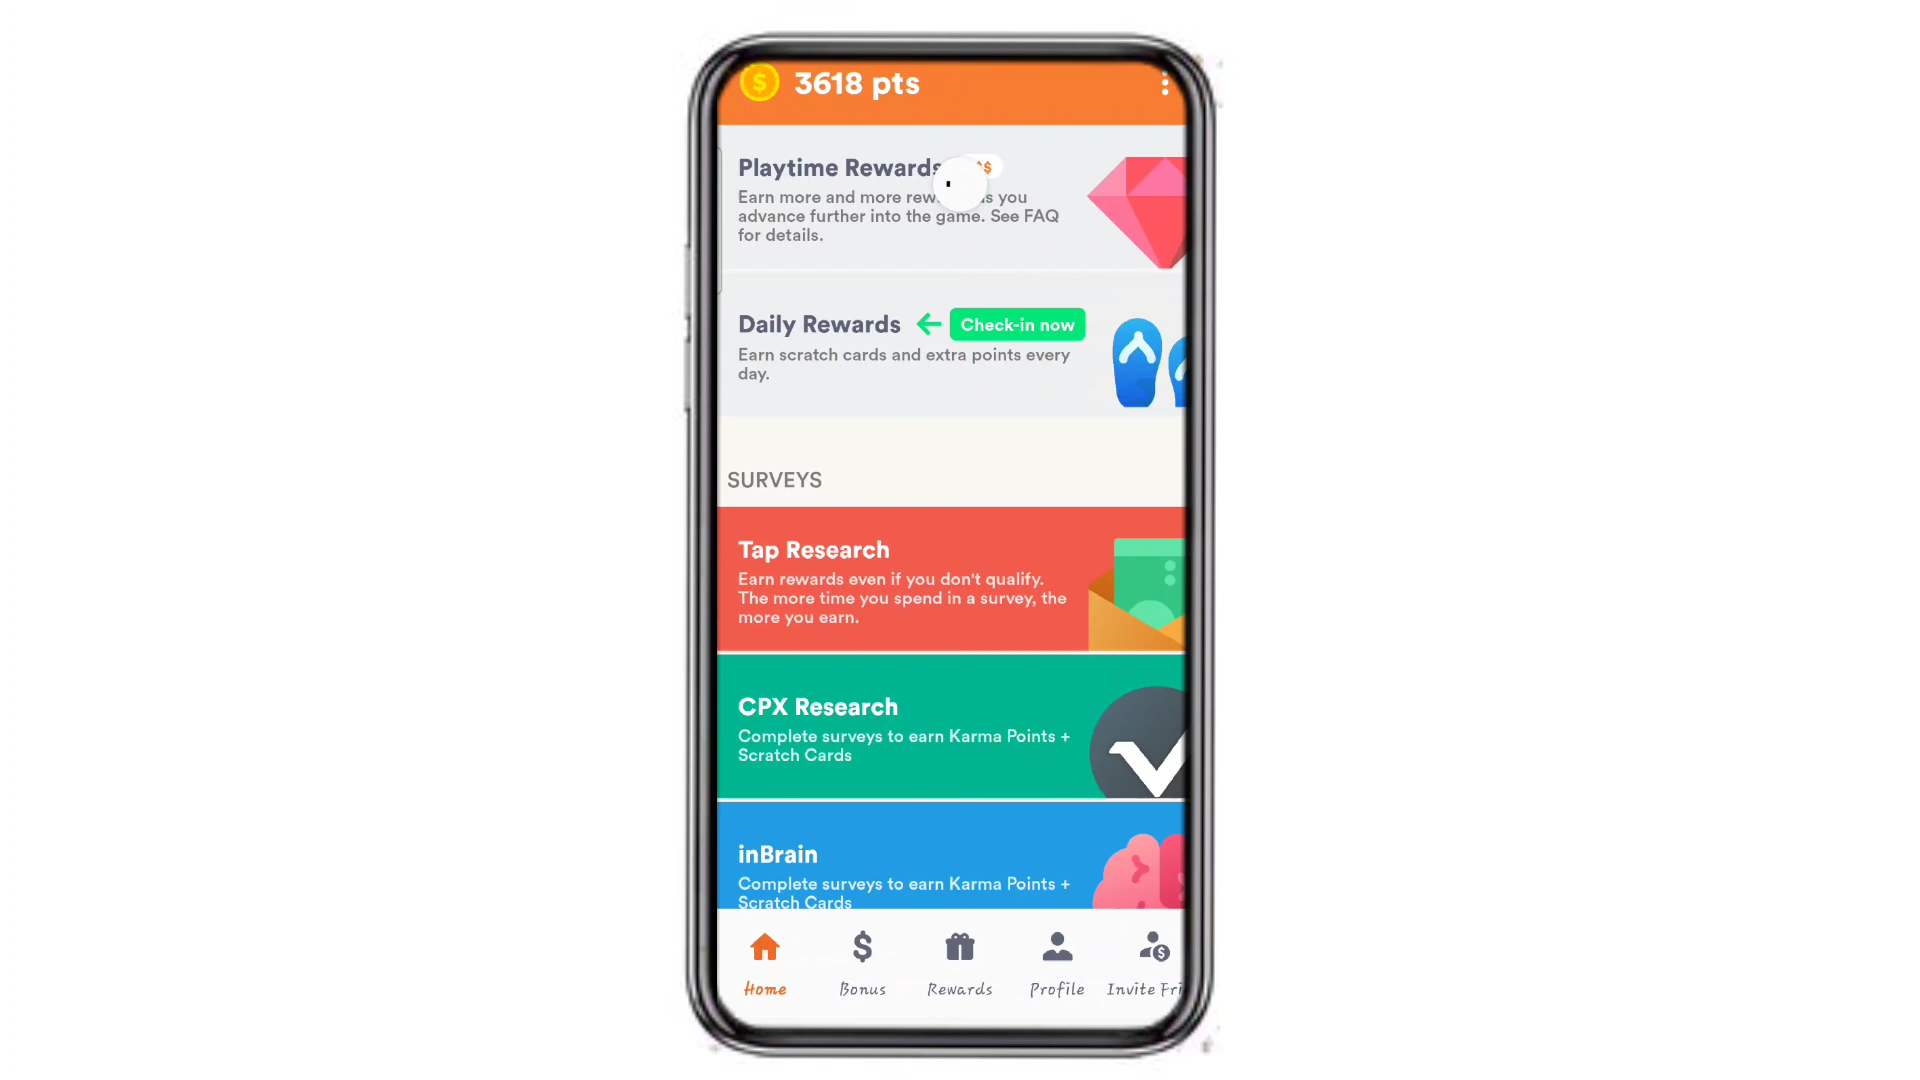 3618 pts
Playtime Rewards
Earn more and more you
advance further into the game. See FAQ
for details.
Daily Rewards
Check-in now
Earn scratch cards and extra points every
day.
SURVEYS
Tap Research
Earn rewards even if you don't qualify.
The more time you spend in a survey, the
more you earn.
CPX Research
Complete surveys to earn Karma Points +
Scratch Cards
inBrain
Complete surveys to earn Karma Points +
Scratch Cards
Home
Bonus
Rewards
Profile
Invite Fri